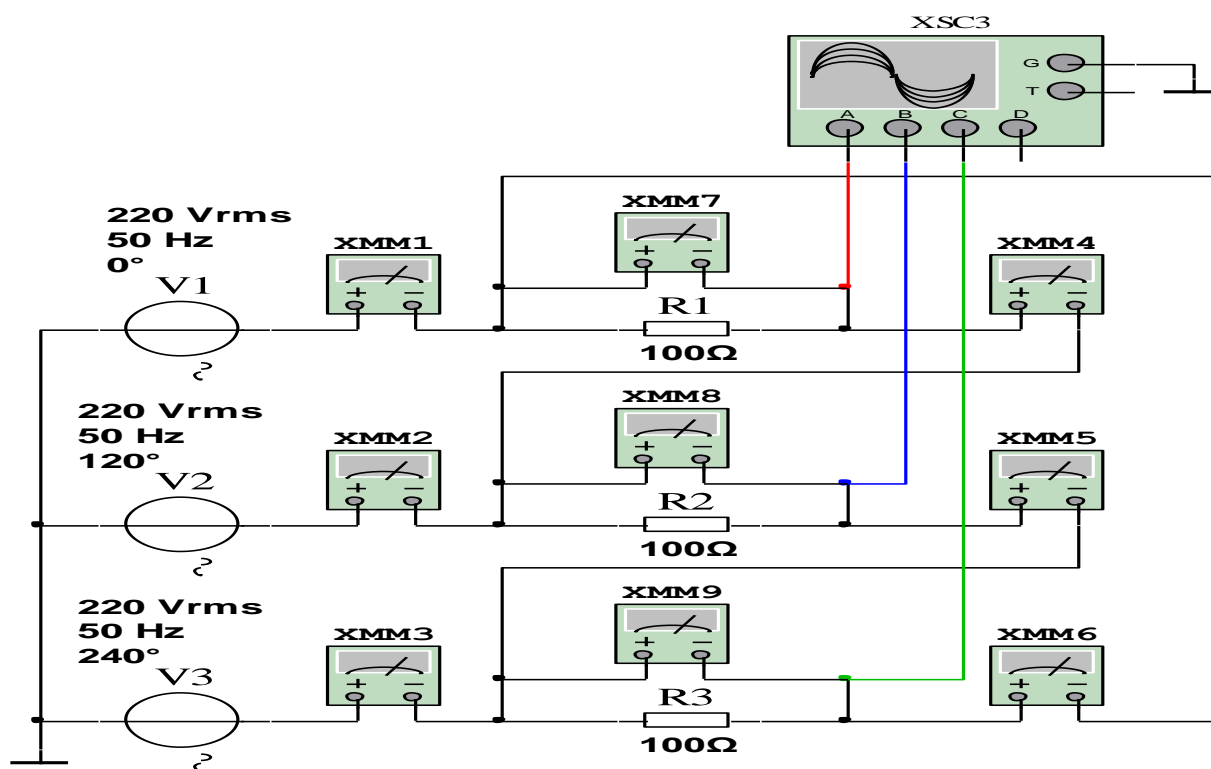 XSC3
G
T
A B C D
220 Vrms
50 Hz
0°
V1
XMM1
+ −
XMM7
+ −
R1
100Ω
XMM4
+ −
220 Vrms
50 Hz
120°
V2
XMM2
+ −
XMM8
+ −
R2
100Ω
XMM5
+ −
220 Vrms
50 Hz
240°
V3
XMM3
+ −
XMM9
+ −
R3
100Ω
XMM6
+ −